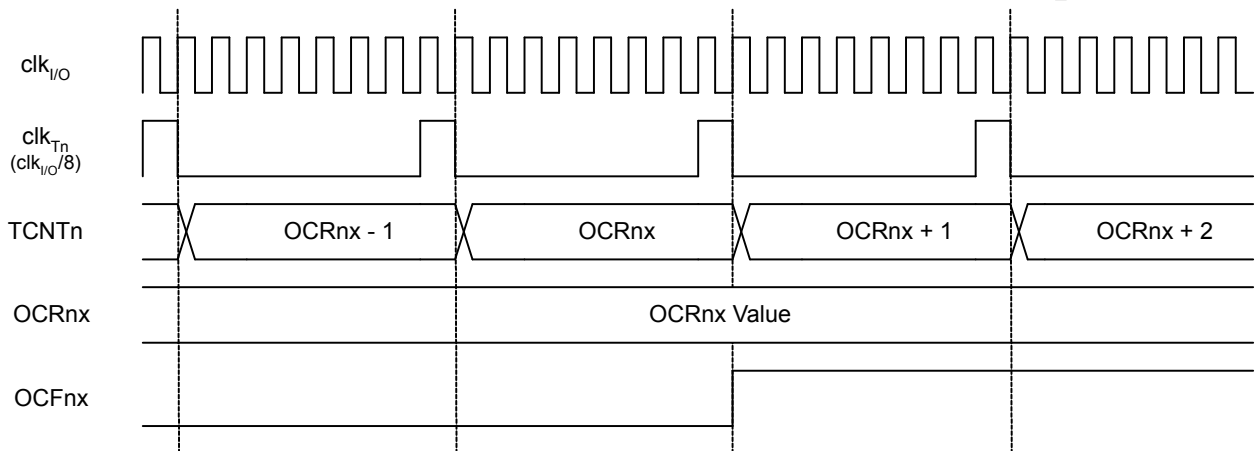 clkI/O
clkTn
(clkI/O/8)
TCNTn
OCRnx - 1
OCRnx
OCRnx + 1
OCRnx + 2
OCRnx
OCRnx Value
OCFnx